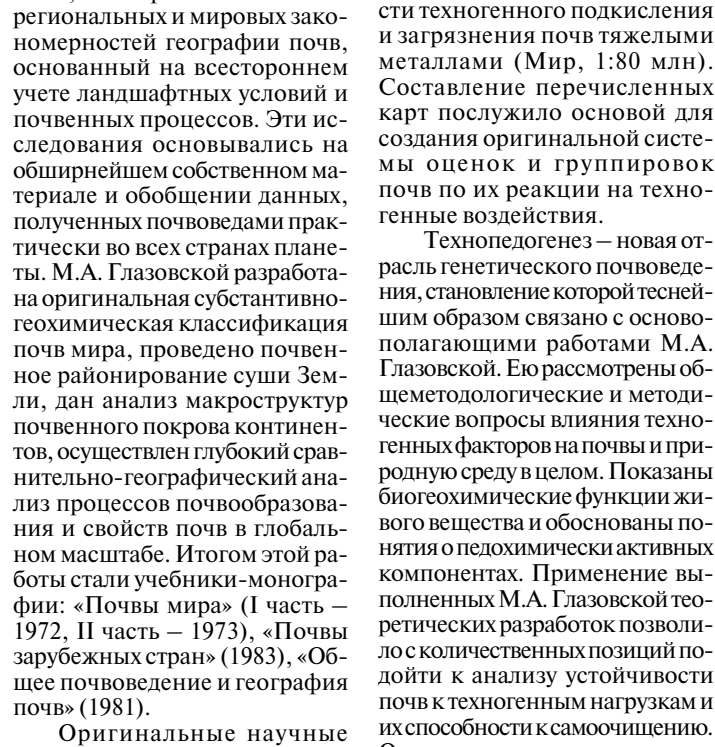 региональных и мировых зако-
номерностей географии почв,
основанный на всестороннем
учете ландшафтных условий и
почвенных процессов. Эти ис-
следования основывались на
обширнейшем собственном ма-
териале и обобщении данных,
полученных почвоведами прак-
тически во всех странах плане-
ты. М.А. Глазовской разработа-
на оригинальная субстантивно-
геохимическая классификация
почв мира, проведено почвен-
ное районирование суши Зем-
ли, дан анализ макроструктур
почвенного покрова континен-
тов, осуществлен глубокий срав-
нительно-географический ана-
лиз процессов почвообразова-
ния и свойств почв в глобаль-
ном масштабе. Итогом этой ра-
боты стали учебники-моногра-
фии: «Почвы мира» (I часть –
1972, II часть – 1973), «Почвы
зарубежных стран» (1983), «Об-
щее почвоведение и география
почв» (1981).
Оригинальные научные
сти техногенного подкисления
и загрязнения почв тяжелыми
металлами (Мир, 1:80 млн).
Составление перечисленных
карт послужило основой для
создания оригинальной систе-
мы оценок и группировок
почв по их реакции на техно-
генные воздействия.
Технопедогенез – новая от-
расль генетического почвоведе-
ния, становление которой тесней-
шим образом связано с осново-
полагающими работами М.А.
Глазовской. Ею рассмотрены об-
щеметодологические и методи-
ческие вопросы влияния техно-
генных факторов на почвы и при-
родную среду в целом. Показаны
биогеохимические функции жи-
вого вещества и обоснованы по-
нятия о педохимически активных
компонентах. Применение вы-
полненных М.А. Глазовской тео-
ретических разработок позволи-
ло с количественных позиций по-
дойти к анализу устойчивости
почв к техногенным нагрузкам и
их способности к самоочищению.